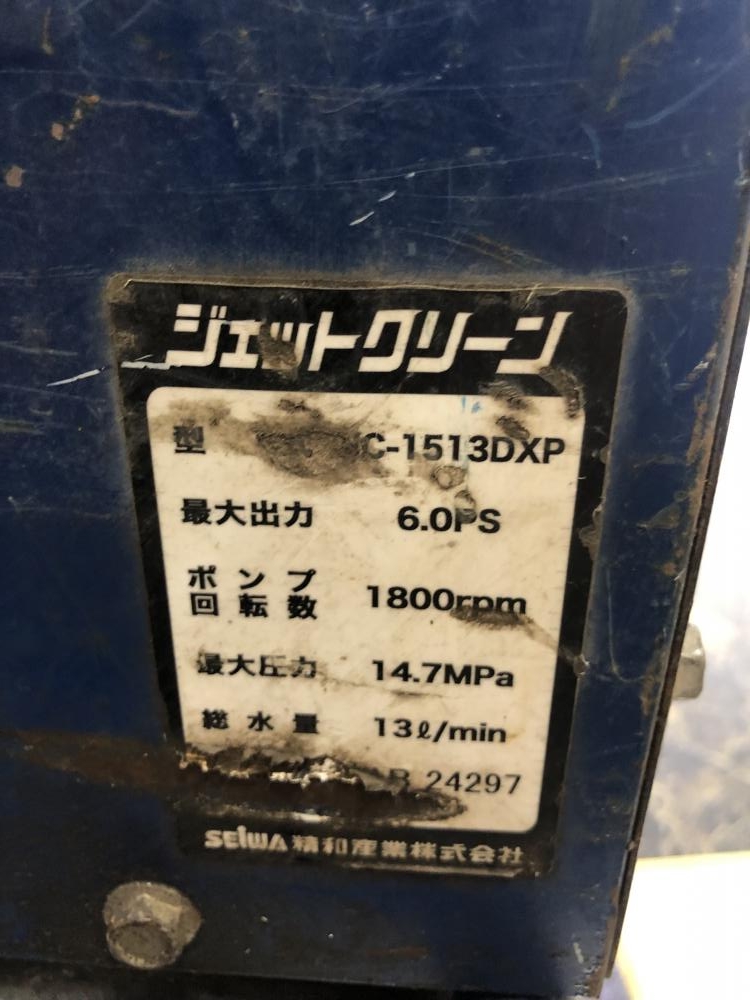 ジェットクリーン
型 C-1513DXP
最大出力 6.0PS
ポンプ回転数 1800rpm
最大圧力 14.7MPa
総水量 13ℓ/min
24297
SEIWA 精和産業株式会社